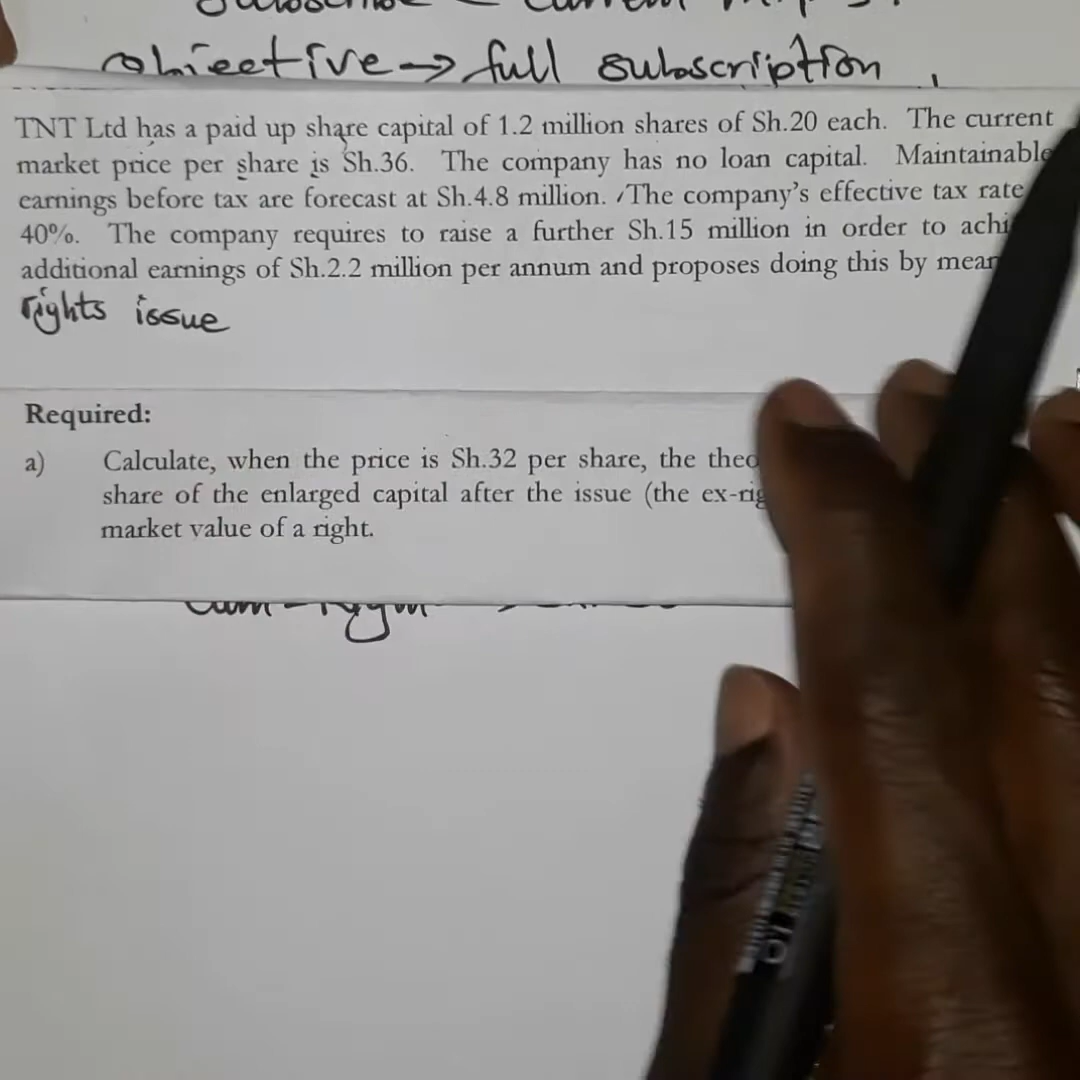 objective → full subscription
TNT Ltd has a paid up share capital of 1.2 million shares of Sh.20 each. The current
market price per share is Sh.36. The company has no loan capital. Maintainable
earnings before tax are forecast at Sh.4.8 million. The company's effective tax rate
40%. The company requires to raise a further Sh.15 million in order to
additional earnings of Sh.2.2 million per annum and proposes doing this by
rights issue
Required:
a) Calculate, when the price is Sh.32 per share, the
share of the enlarged capital after the issue (the
market value of a right.